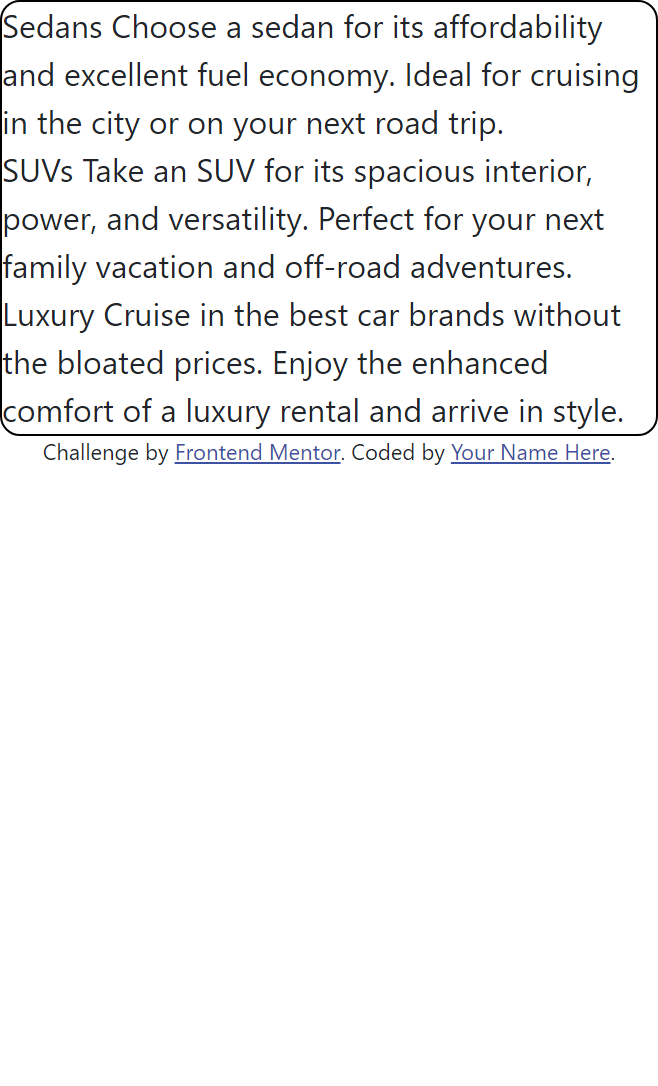 Sedans Choose a sedan for its affordability
and excellent fuel economy. Ideal for cruising
in the city or on your next road trip.
SUVs Take an SUV for its spacious interior,
power, and versatility. Perfect for your next
family vacation and off-road adventures.
Luxury Cruise in the best car brands without
the bloated prices. Enjoy the enhanced
comfort of a luxury rental and arrive in style.
Challenge by Frontend Mentor. Coded by Your Name Here.